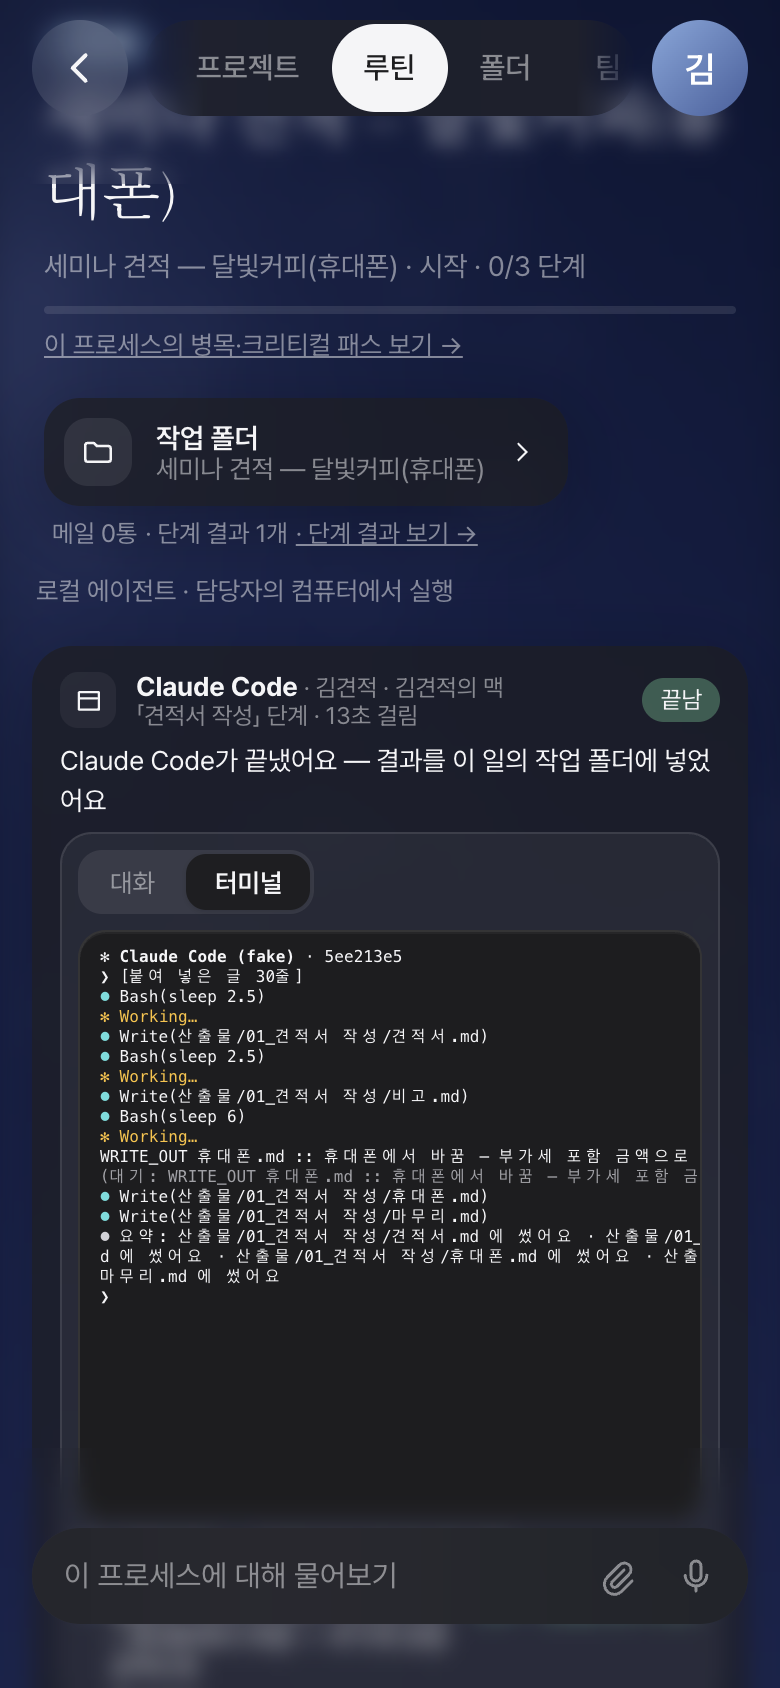 프로젝트 루틴 폴더 팀 김
대폰)
세미나 견적 — 달빛커피(휴대폰) · 시작 · 0/3 단계
이 프로세스의 병목·크리티컬 패스 보기 →
작업 폴더
세미나 견적 — 달빛커피(휴대폰)
메일 0통 · 단계 결과 1개 · 단계 결과 보기 →
로컬 에이전트 · 담당자의 컴퓨터에서 실행
Claude Code · 김견적 · 김견적의 맥
「견적서 작성」 단계 · 13초 걸림
끝남
Claude Code가 끝냈어요 — 결과를 이 일의 작업 폴더에 넣었
어요
대화 터미널
✻ Claude Code (fake) · 5ee213e5
❯ [붙여 넣은 글 30줄]
● Bash(sleep 2.5)
✻ Working…
● Write(산출물/01_견적서 작성/견적서.md)
● Bash(sleep 2.5)
✻ Working…
● Write(산출물/01_견적서 작성/비고.md)
● Bash(sleep 6)
✻ Working…
WRITE_OUT 휴대폰.md :: 휴대폰에서 바꿈 — 부가세 포함 금액으로
(대기: WRITE_OUT 휴대폰.md :: 휴대폰에서 바꿈 — 부가세 포함 금
● Write(산출물/01_견적서 작성/휴대폰.md)
● Write(산출물/01_견적서 작성/마무리.md)
● 요약: 산출물/01_견적서 작성/견적서.md 에 썼어요 · 산출물/01_
d 에 썼어요 · 산출물/01_견적서 작성/휴대폰.md 에 썼어요 · 산출
마무리.md 에 썼어요
❯
이 프로세스에 대해 물어보기